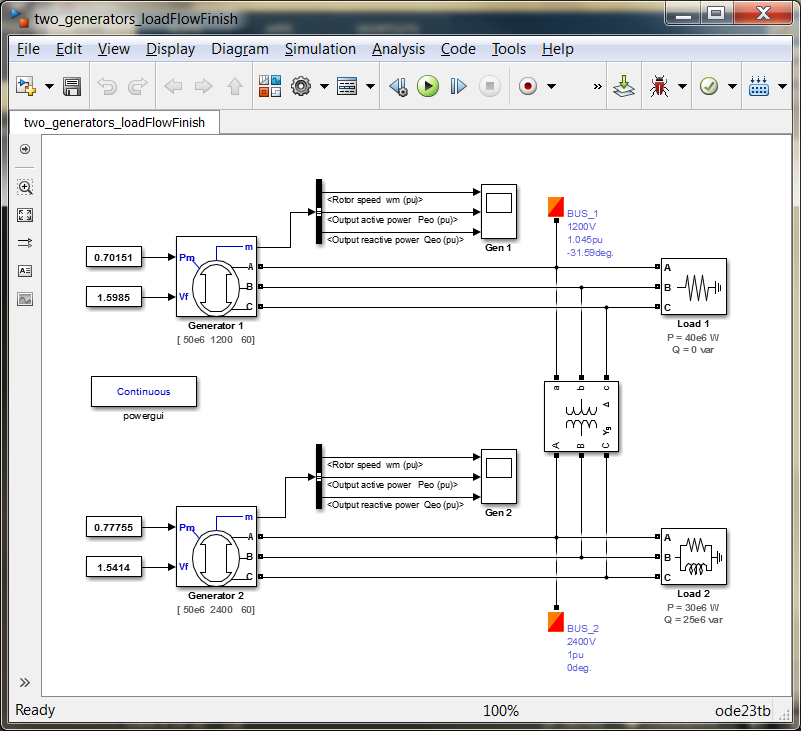 two_generators_loadFlowFinish
File Edit View Display Diagram Simulation Analysis Code Tools Help
»
two_generators_loadFlowFinish
<Rotor speed wm (pu)>
<Output active power Peo (pu)>
<Output reactive power Qeo (pu)>
Gen 1
BUS_1
1200V
1.045pu
-31.59deg.
0.70151
1.5985
Pm
Vf
m
A
B
C
Generator 1
[ 50e6 1200 60]
A
B
C
Load 1
P = 40e6 W
Q = 0 var
Continuous
powergui
a b c
Δ
Yg
A B C
<Rotor speed wm (pu)>
<Output active power Peo (pu)>
<Output reactive power Qeo (pu)>
Gen 2
0.77755
1.5414
Pm
Vf
m
A
B
C
Generator 2
[ 50e6 2400 60]
A
B
C
Load 2
P = 30e6 W
Q = 25e6 var
BUS_2
2400V
1pu
0deg.
»
Ready 100% ode23tb